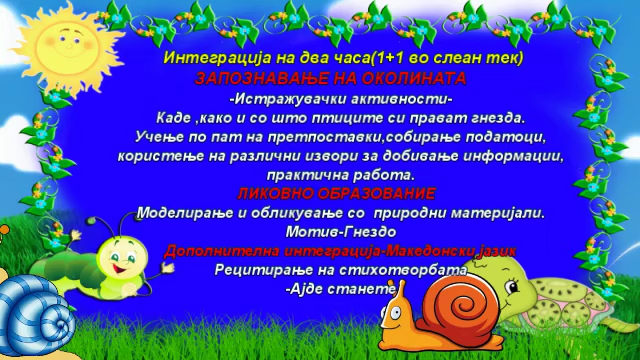 Интеграција на два часа(1+1 во слеан тек)
ЗАПОЗНАВАЊЕ НА ОКОЛИНАТА
-Истражувачки активности-
Каде ,како и со што птиците си прават гнезда.
Учење по пат на претпоставки,собирање податоци,
користење на различни извори за добивање информации,
практична работа.
ЛИКОВНО ОБРАЗОВАНИЕ
Моделирање и обликување со природни материјали.
Мотив-Гнездо
Дополнителна интеграција-Македонски јазик
Рецитирање на стихотворбата
-Ајде станете